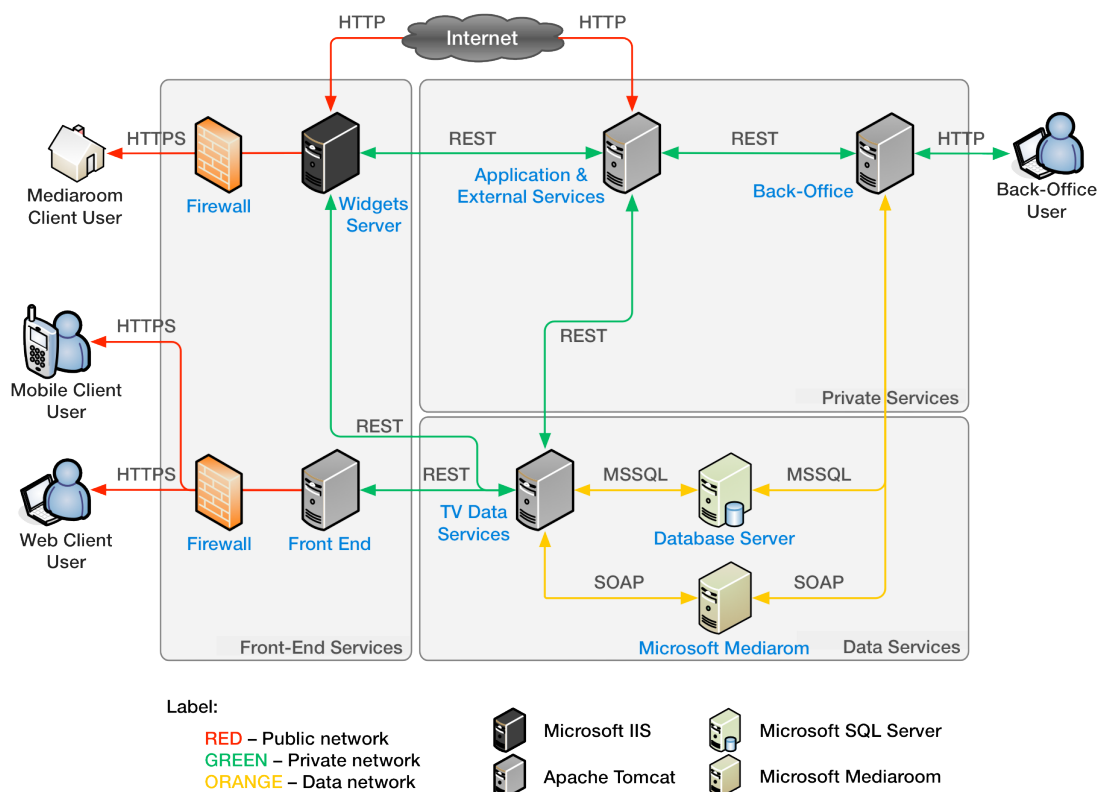 HTTP
HTTP
Internet
HTTPS
REST
REST
HTTP
Mediaroom
Client User
Firewall
Widgets
Server
Application &
External Services
Back-Office
Back-Office
User
HTTPS
REST
Mobile Client
User
Private Services
REST
HTTPS
REST
MSSQL
MSSQL
Web Client
User
Firewall
Front End
TV Data
Services
Database Server
SOAP
SOAP
Front-End Services
Microsoft Mediarom
Data Services
Label:
RED – Public network
GREEN – Private network
ORANGE – Data network
Microsoft IIS
Apache Tomcat
Microsoft SQL Server
Microsoft Mediaroom